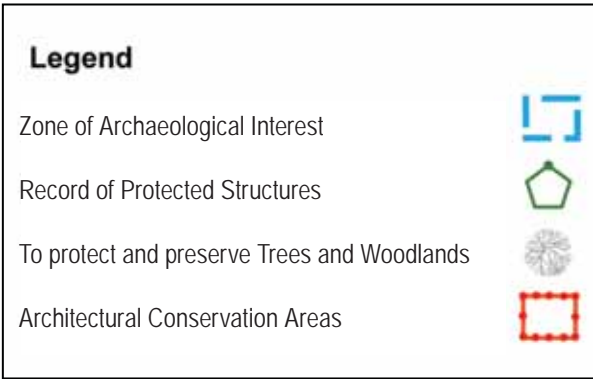 Legend
Zone of Archaeological Interest
Record of Protected Structures
To protect and preserve Trees and Woodlands
Architectural Conservation Areas